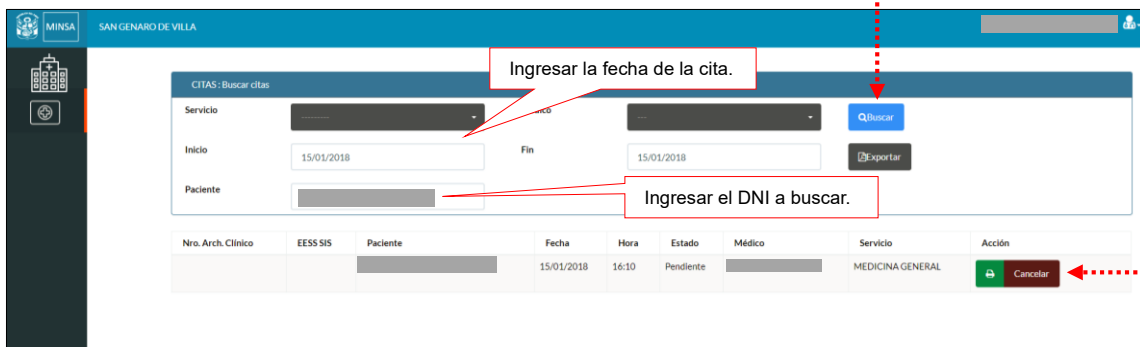 MINSA SAN GENARO DE VILLA
Ingresar la fecha de la cita.
CITAS : Buscar citas
Servicio
---------
---
Buscar
Inicio
15/01/2018
Fin
15/01/2018
Exportar
Paciente
Ingresar el DNI a buscar.
Nro. Arch. Clínico EESS SIS Paciente Fecha Hora Estado Médico Servicio Acción
15/01/2018 16:10 Pendiente MEDICINA GENERAL Cancelar